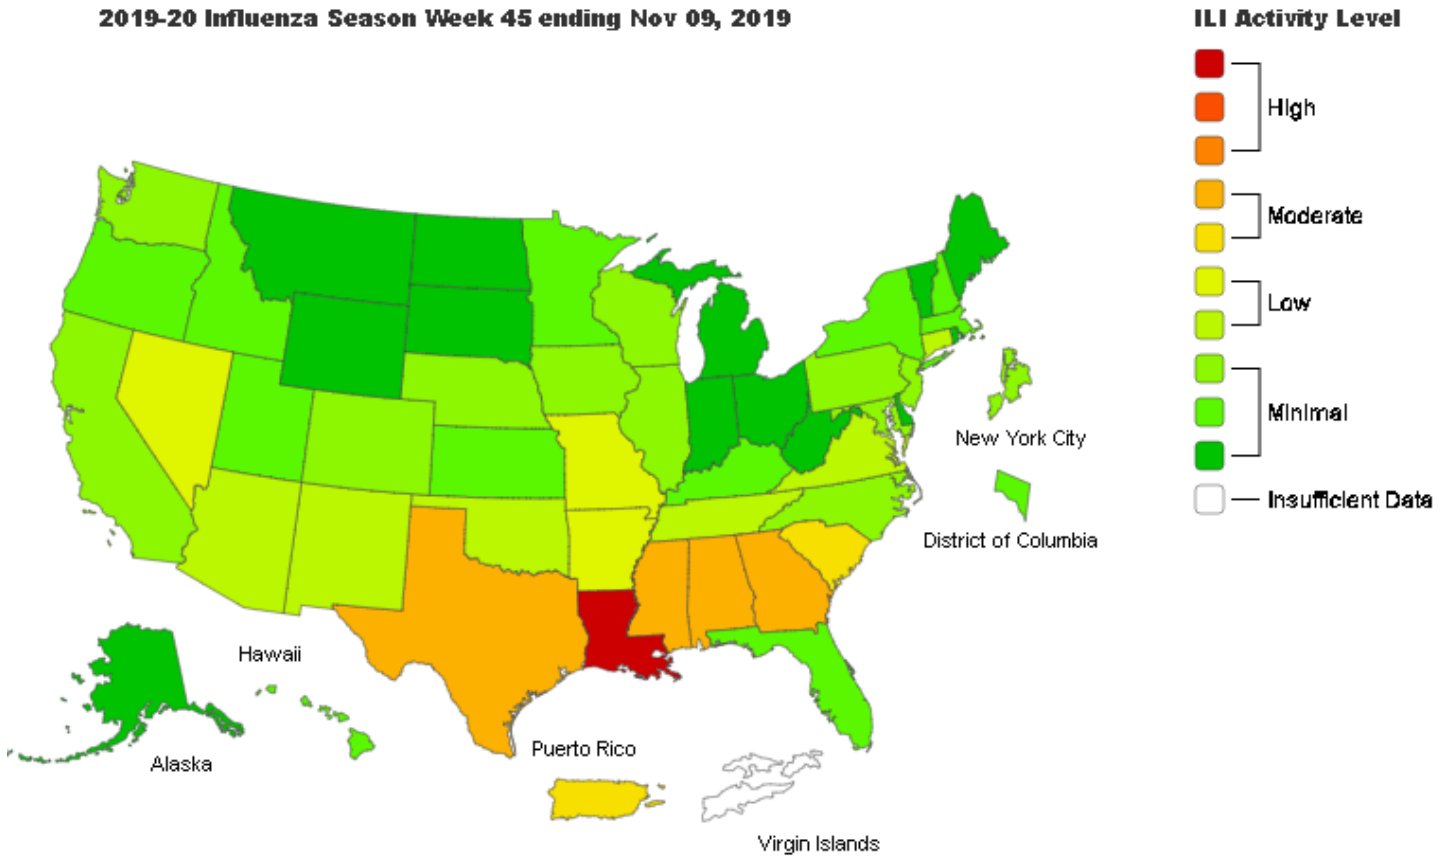 2019-20 Influenza Season Week 45 ending Nov 09, 2019
ILI Activity Level
High
Moderate
Low
Minimal
Insufficient Data
New York City
District of Columbia
Hawaii
Alaska
Puerto Rico
Virgin Islands